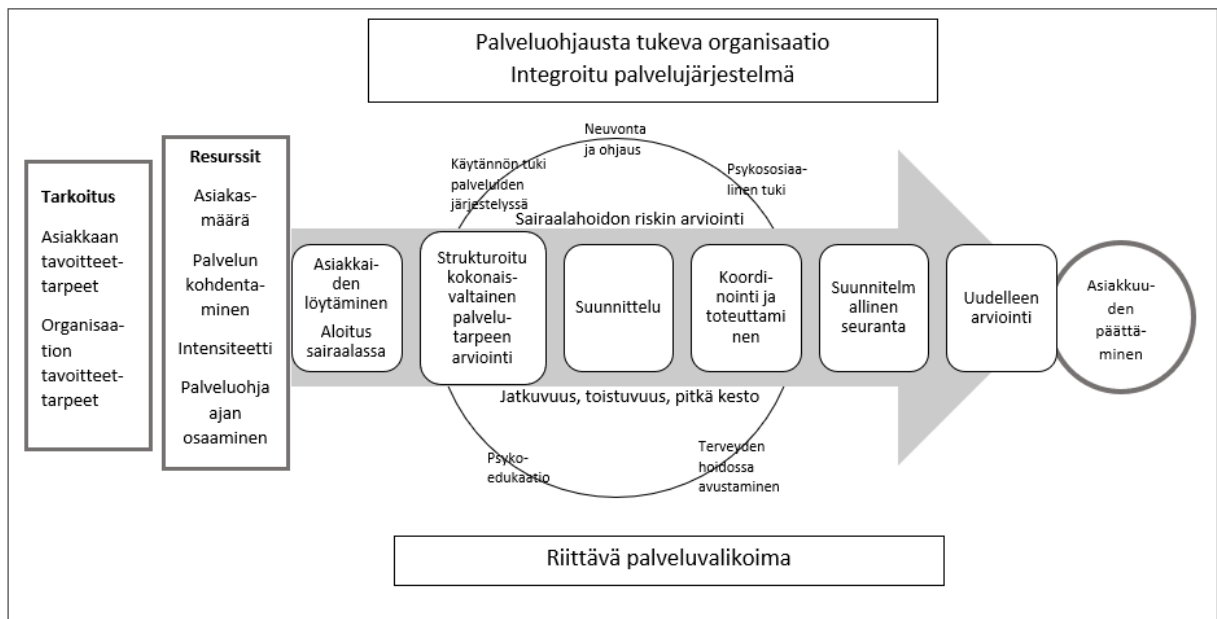 Palveluohjausta tukeva organisaatio
Integroitu palvelujärjestelmä
Tarkoitus
Asiakkaan
tavoitteet-
tarpeet
Organisaa-
tion
tavoitteet-
tarpeet
Resurssit
Asiakas-
määrä
Palvelun
kohdenta-
minen
Intensiteetti
Palveluohja
ajan
osaaminen
Neuvonta
ja ohjaus
Käytännön tuki
palveluiden
järjestelyssä
Psykososiaa-
linen tuki
Sairaalahoidon riskin arviointi
Asiakkai-
den
löytäminen
Aloitus
sairaalassa
Strukturoitu
kokonais-
valtainen
palvelu-
tarpeen
arviointi
Suunnittelu
Koordi-
nointi ja
toteuttami
nen
Suunnitelm
allinen
seuranta
Uudelleen
arviointi
Asiakkuu-
den
päättä-
minen
Jatkuvuus, toistuvuus, pitkä kesto
Psyko-
edukaatio
Terveyden
hoidossa
avustaminen
Riittävä palveluvalikoima